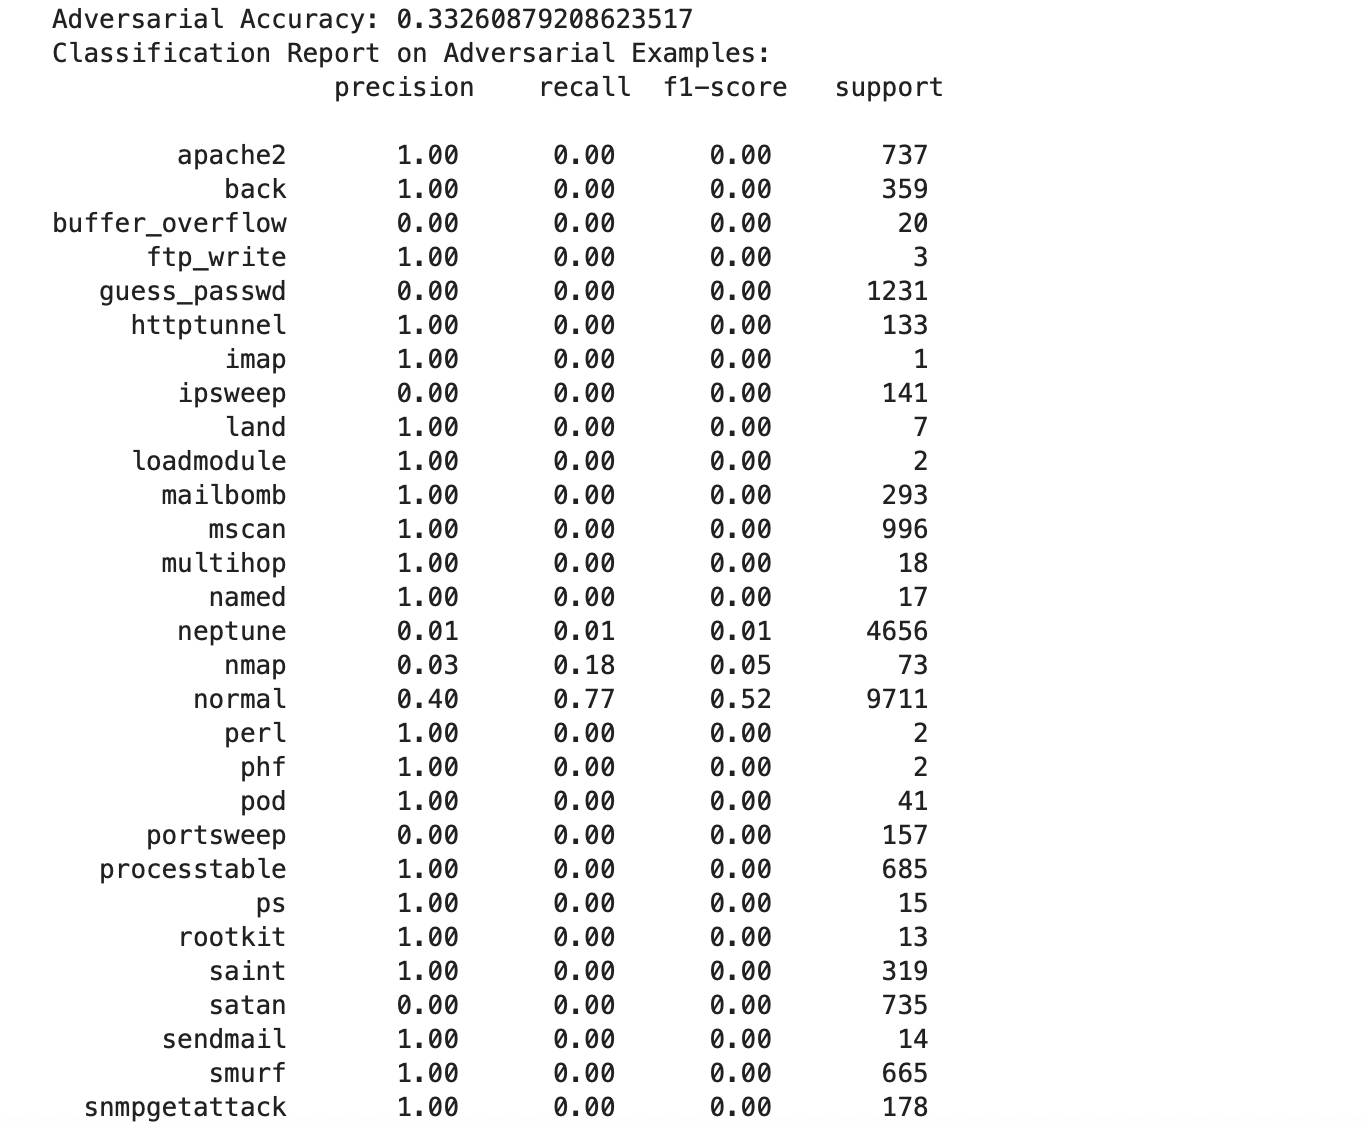 Adversarial Accuracy: 0.33260879208623517
Classification Report on Adversarial Examples:
precision recall f1-score support
apache2 1.00 0.00 0.00 737
back 1.00 0.00 0.00 359
buffer_overflow 0.00 0.00 0.00 20
ftp_write 1.00 0.00 0.00 3
guess_passwd 0.00 0.00 0.00 1231
httptunnel 1.00 0.00 0.00 133
imap 1.00 0.00 0.00 1
ipsweep 0.00 0.00 0.00 141
land 1.00 0.00 0.00 7
loadmodule 1.00 0.00 0.00 2
mailbomb 1.00 0.00 0.00 293
mscan 1.00 0.00 0.00 996
multihop 1.00 0.00 0.00 18
named 1.00 0.00 0.00 17
neptune 0.01 0.01 0.01 4656
nmap 0.03 0.18 0.05 73
normal 0.40 0.77 0.52 9711
perl 1.00 0.00 0.00 2
phf 1.00 0.00 0.00 2
pod 1.00 0.00 0.00 41
portsweep 0.00 0.00 0.00 157
processtable 1.00 0.00 0.00 685
ps 1.00 0.00 0.00 15
rootkit 1.00 0.00 0.00 13
saint 1.00 0.00 0.00 319
satan 0.00 0.00 0.00 735
sendmail 1.00 0.00 0.00 14
smurf 1.00 0.00 0.00 665
snmpgetattack 1.00 0.00 0.00 178